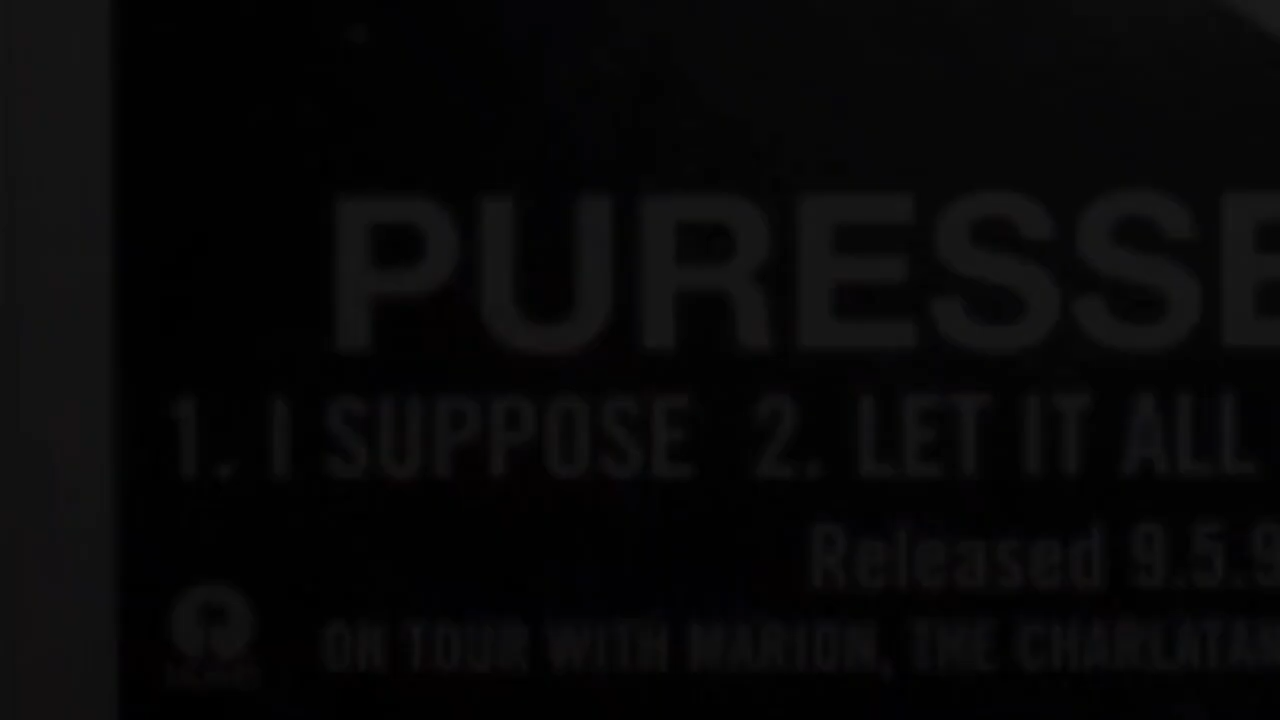 PURESSE
1. I SUPPOSE 2. LET IT ALL
Released 9.5.9
ON TOUR WITH MARION, THE CHARLATAN